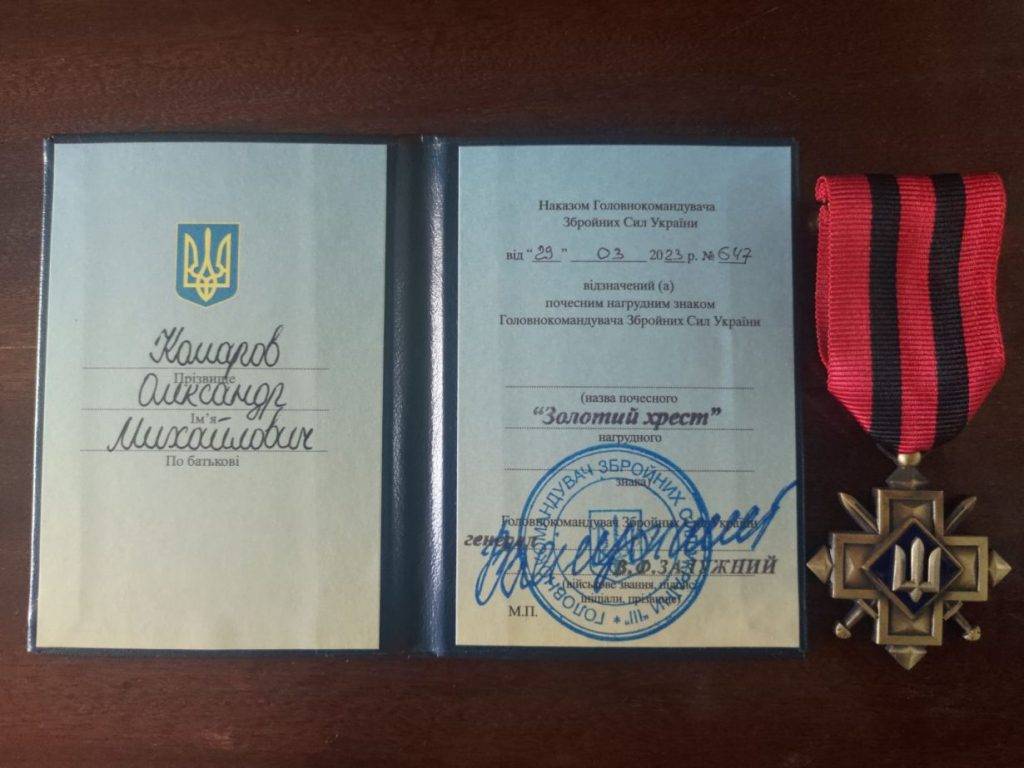 Комаров
Прізвище
Олександр
Ім’я
Михайлович
По батькові
Наказом Головнокомандувача
Збройних Сил України
від “29” 03 2023 р. № 647
відзначений (а)
почесним нагрудним знаком
Головнокомандувача Збройних Сил України
(назва почесного
“Золотий хрест”
нагрудного
знака)
Головнокомандувач Збройних Сил України
генерал
В.Ф.ЗАЛУЖНИЙ
(військове звання, підпис,
ініціали, прізвище)
М.П.